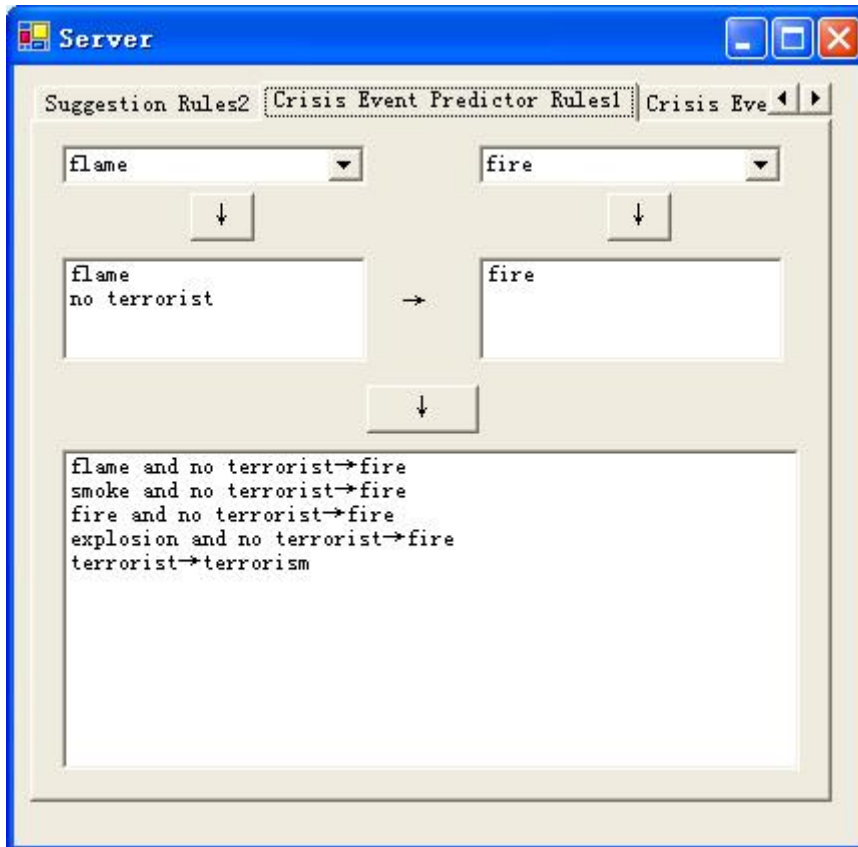 Server
Suggestion Rules2 Crisis Event Predictor Rules1 Crisis Eve
flame fire
↓ ↓
flame fire
no terrorist →
↓
flame and no terrorist→fire
smoke and no terrorist→fire
fire and no terrorist→fire
explosion and no terrorist→fire
terrorist→terrorism